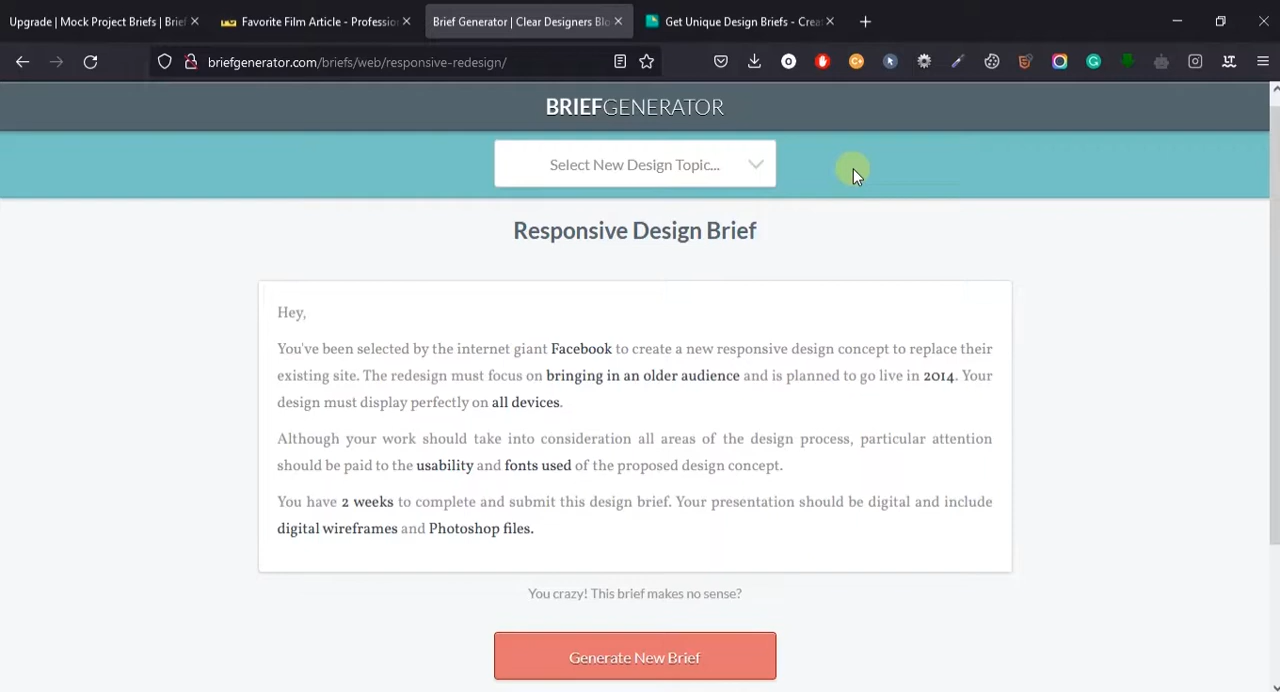 Upgrade | Mock Project Briefs | Brief
Favorite Film Article - Professio
Brief Generator | Clear Designers Blo
Get Unique Design Briefs - Crea
briefgenerator.com/briefs/web/responsive-redesign/
BRIEFGENERATOR
Select New Design Topic...
Responsive Design Brief
Hey,
You've been selected by the internet giant Facebook to create a new responsive design concept to replace their
existing site. The redesign must focus on bringing in an older audience and is planned to go live in 2014. Your
design must display perfectly on all devices.
Although your work should take into consideration all areas of the design process, particular attention
should be paid to the usability and fonts used of the proposed design concept.
You have 2 weeks to complete and submit this design brief. Your presentation should be digital and include
digital wireframes and Photoshop files.
You crazy! This brief makes no sense?
Generate New Brief